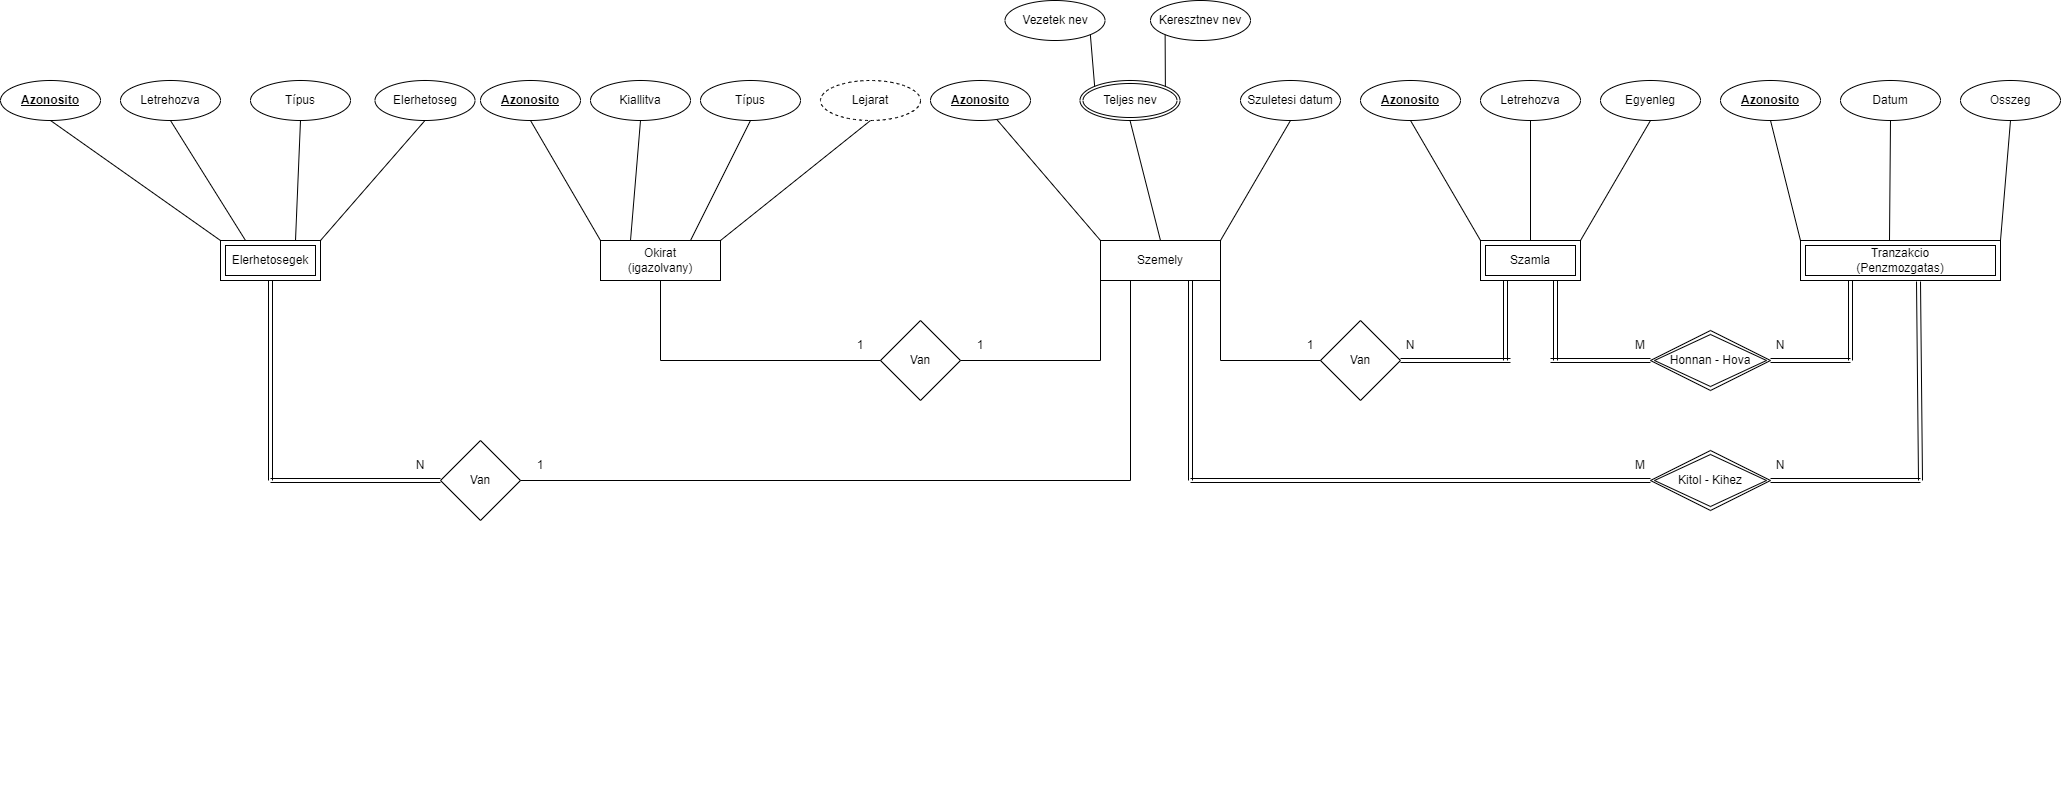 Vezetek nev
Keresztnev nev
Azonosito
Letrehozva
Típus
Elerhetoseg
Azonosito
Kiallitva
Típus
Lejarat
Azonosito
Teljes nev
Szuletesi datum
Azonosito
Letrehozva
Egyenleg
Azonosito
Datum
Osszeg
Elerhetosegek
Okirat
(igazolvany)
Szemely
Szamla
Tranzakcio
(Penzmozgatas)
1
Van
1
1
Van
N
M
Honnan - Hova
N
N
Van
1
M
Kitol - Kihez
N